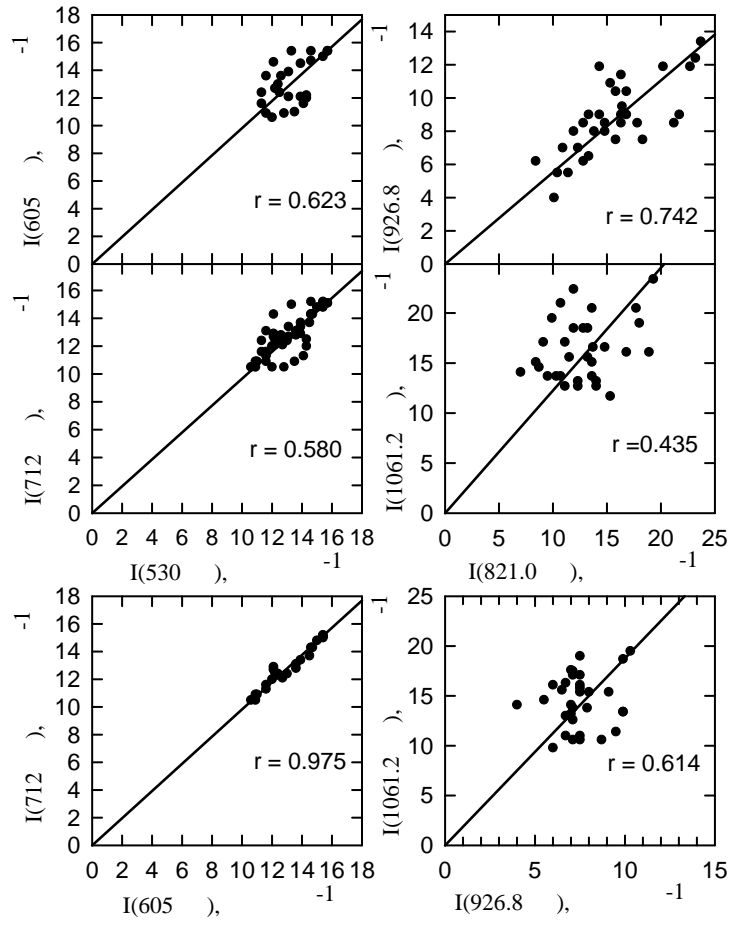 18
16
14
12
10
8
6
4
2
0
I(605 ), -1
r = 0.623
14
12
10
8
6
4
2
0
I(926.8 ), -1
r = 0.742
16
14
12
10
8
6
4
2
0
I(712 ), -1
r = 0.580
0 2 4 6 8 10 12 14 16 18
I(530 ), -1
20
15
10
5
0
I(1061.2 ), -1
r =0.435
0 5 10 15 20 25
I(821.0 ), -1
18
16
14
12
10
8
6
4
2
0
I(712 ), -1
r = 0.975
0 2 4 6 8 10 12 14 16 18
I(605 ), -1
25
20
15
10
5
0
I(1061.2 ), -1
r = 0.614
0 5 10 15
I(926.8 ), -1